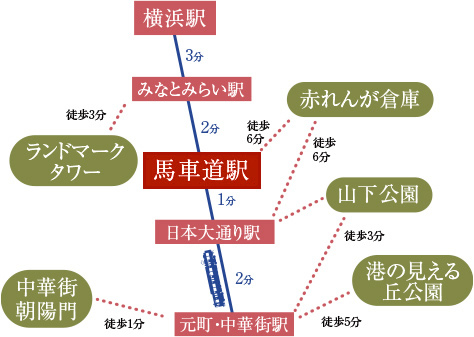 横浜駅
3分
みなとみらい駅
徒歩3分
2分
徒歩
6分
赤れんが倉庫
徒歩
6分
ランドマーク
タワー
馬車道駅
1分
山下公園
日本大通り駅
徒歩3分
2分
港の見える
丘公園
中華街
朝陽門
徒歩1分
元町・中華街駅
徒歩5分